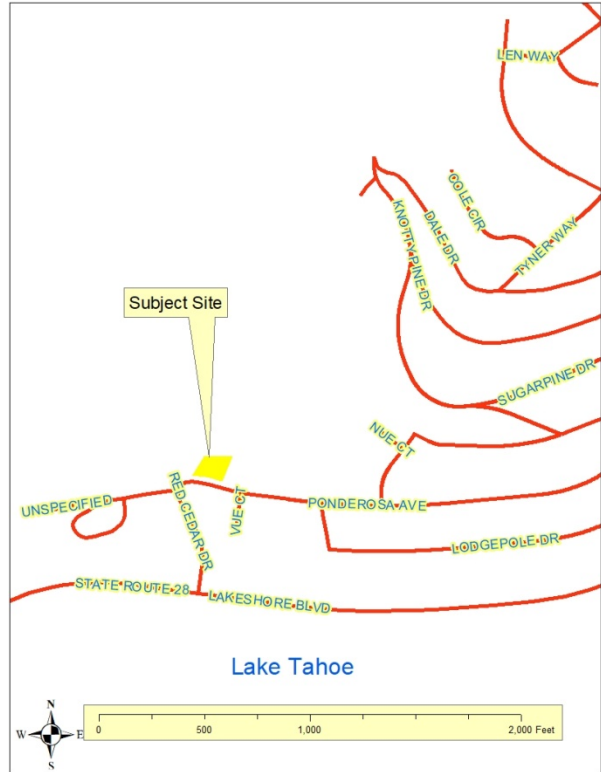 LEN WAY
COLE CIR
KNOTTY PINE DR
DALE DR
TYNER WAY
Subject Site
SUGARPINE DR
NUE CT
RED CEDAR DR
VUE CT
UNSPECIFIED
PONDEROSA AVE
LODGEPOLE DR
STATE ROUTE 28
LAKESHORE BLVD
Lake Tahoe
N
W
E
S
0
500
1,000
2,000 Feet